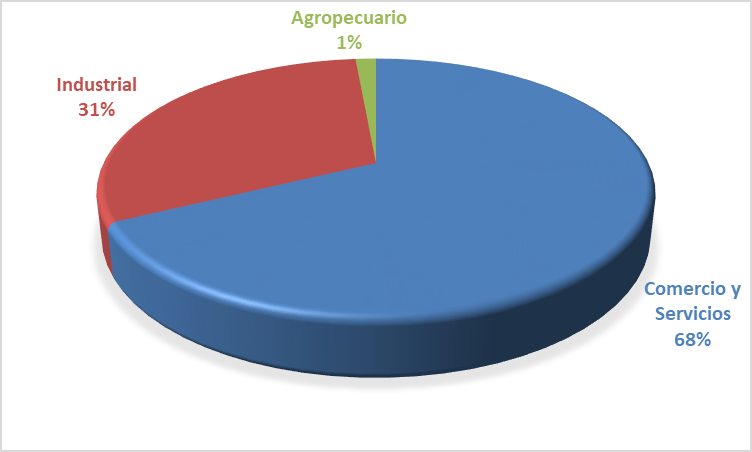 Agropecuario
1%
Industrial
31%
Comercio y
Servicios
68%